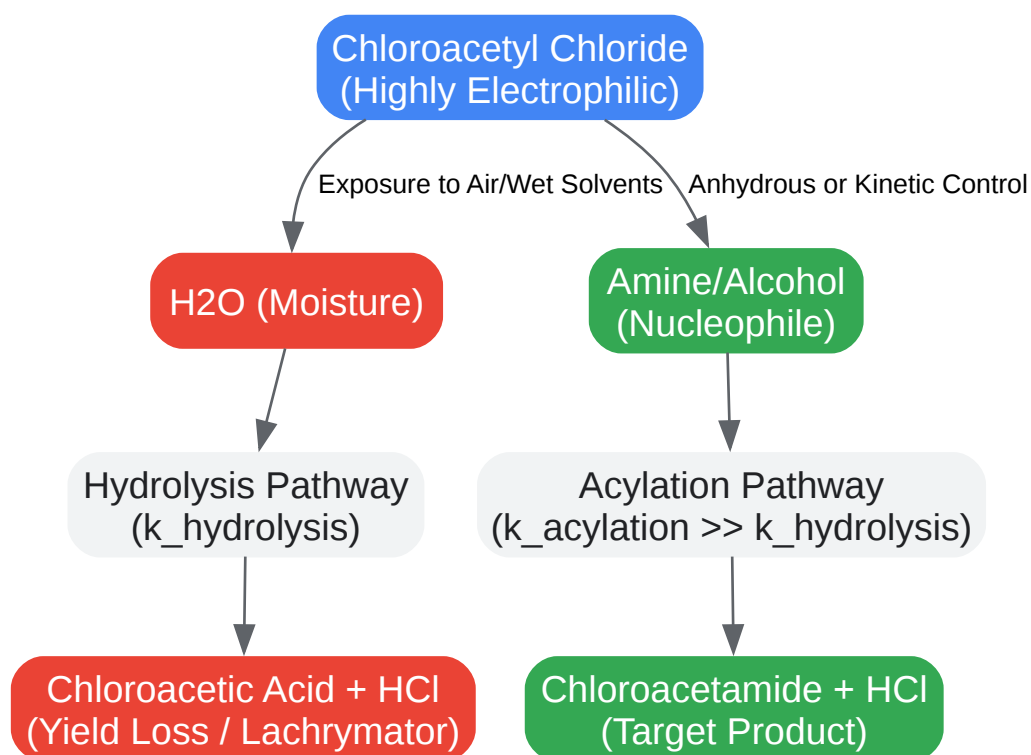 Chloroacetyl Chloride
(Highly Electrophilic)
Exposure to Air/Wet Solvents
Anhydrous or Kinetic Control
H2O (Moisture)
Amine/Alcohol
(Nucleophile)
Hydrolysis Pathway
(k_hydrolysis)
Acylation Pathway
(k_acylation >> k_hydrolysis)
Chloroacetic Acid + HCl
(Yield Loss / Lachrymator)
Chloroacetamide + HCl
(Target Product)